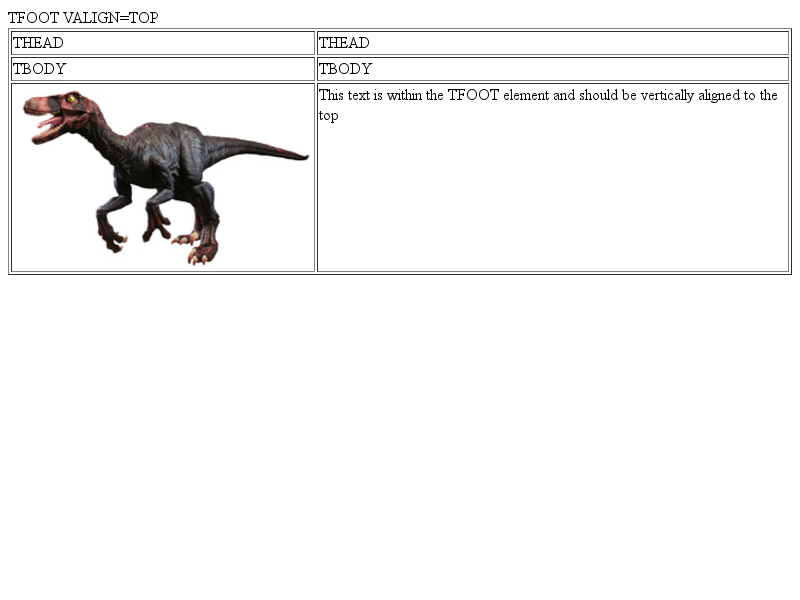 TFOOT VALIGN=TOP
THEAD THEAD
TBODY TBODY
This text is within the TFOOT element and should be vertically aligned to the
top